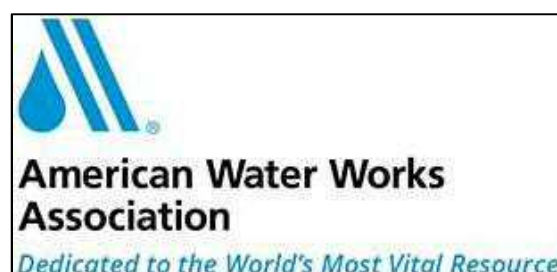 ®
American Water Works
Association
Dedicated to the World's Most Vital Resource